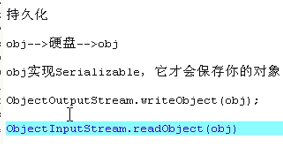 持久化
obj-->硬盘-->obj
obj实现Serializable，它才会保存你的对象
ObjectOutputStream.writeObject(obj);
ObjectInputStream.readObject(obj)